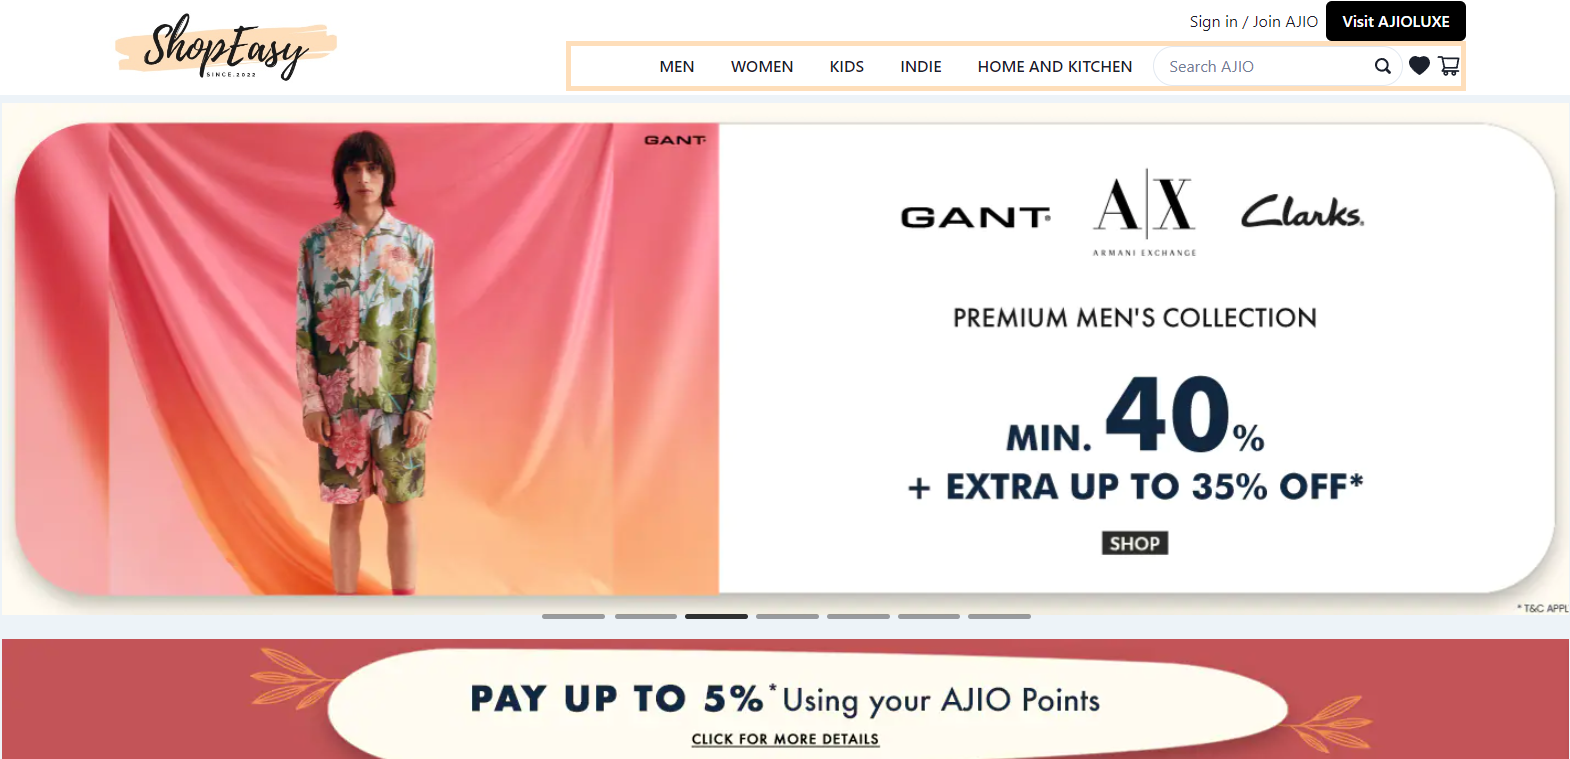 ShopEasy
SINCE.2022
Sign in / Join AJIO
Visit AJIOLUXE
MEN WOMEN KIDS INDIE HOME AND KITCHEN
Search AJIO
GANT
GANT
A|X
ARMANI EXCHANGE
Clarks.
PREMIUM MEN'S COLLECTION
MIN. 40%
+ EXTRA UP TO 35% OFF*
SHOP
* T&C APPL
PAY UP TO 5%* Using your AJIO Points
CLICK FOR MORE DETAILS